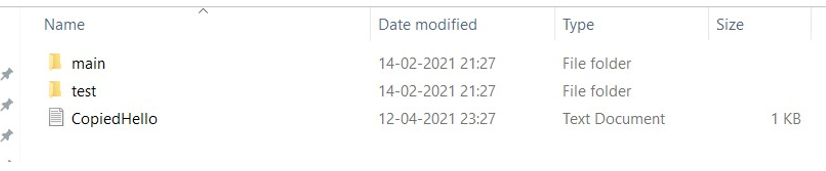 Name Date modified Type Size
main 14-02-2021 21:27 File folder
test 14-02-2021 21:27 File folder
CopiedHello 12-04-2021 23:27 Text Document 1 KB